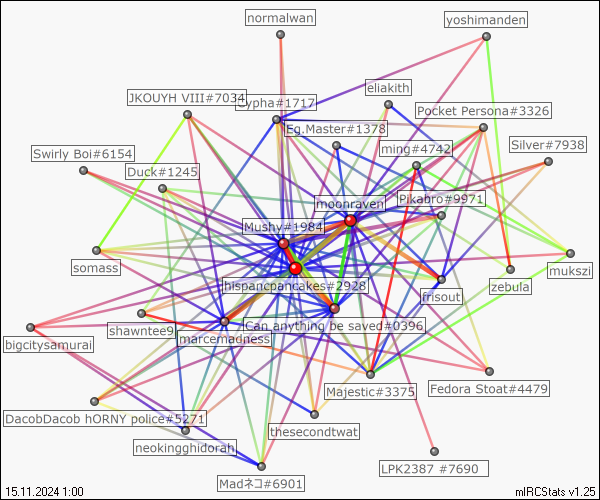 normalwan
yoshimanden
eliakith
JKOUYH VIII#7034
Cypha#1717
Pocket Persona#3326
Eg.Master#1378
Silver#7938
ming#4742
Swirly Boi#6154
Duck#1245
moonraven
Pikabro#9971
Mushy#1984
somass
mukszi
hispancpancakes#2928
rrisout
zebula
shawntee9
Can anything be saved#0396
marcemadness
bigcitysamurai
Majestic#3375
Fedora Stoat#4479
DacobDacob hORNY police#5271
thesecondtwat
neokingghidorah
LPK2387 #7690
Madネコ#6901
15.11.2024 1:00
mIRCStats v1.25